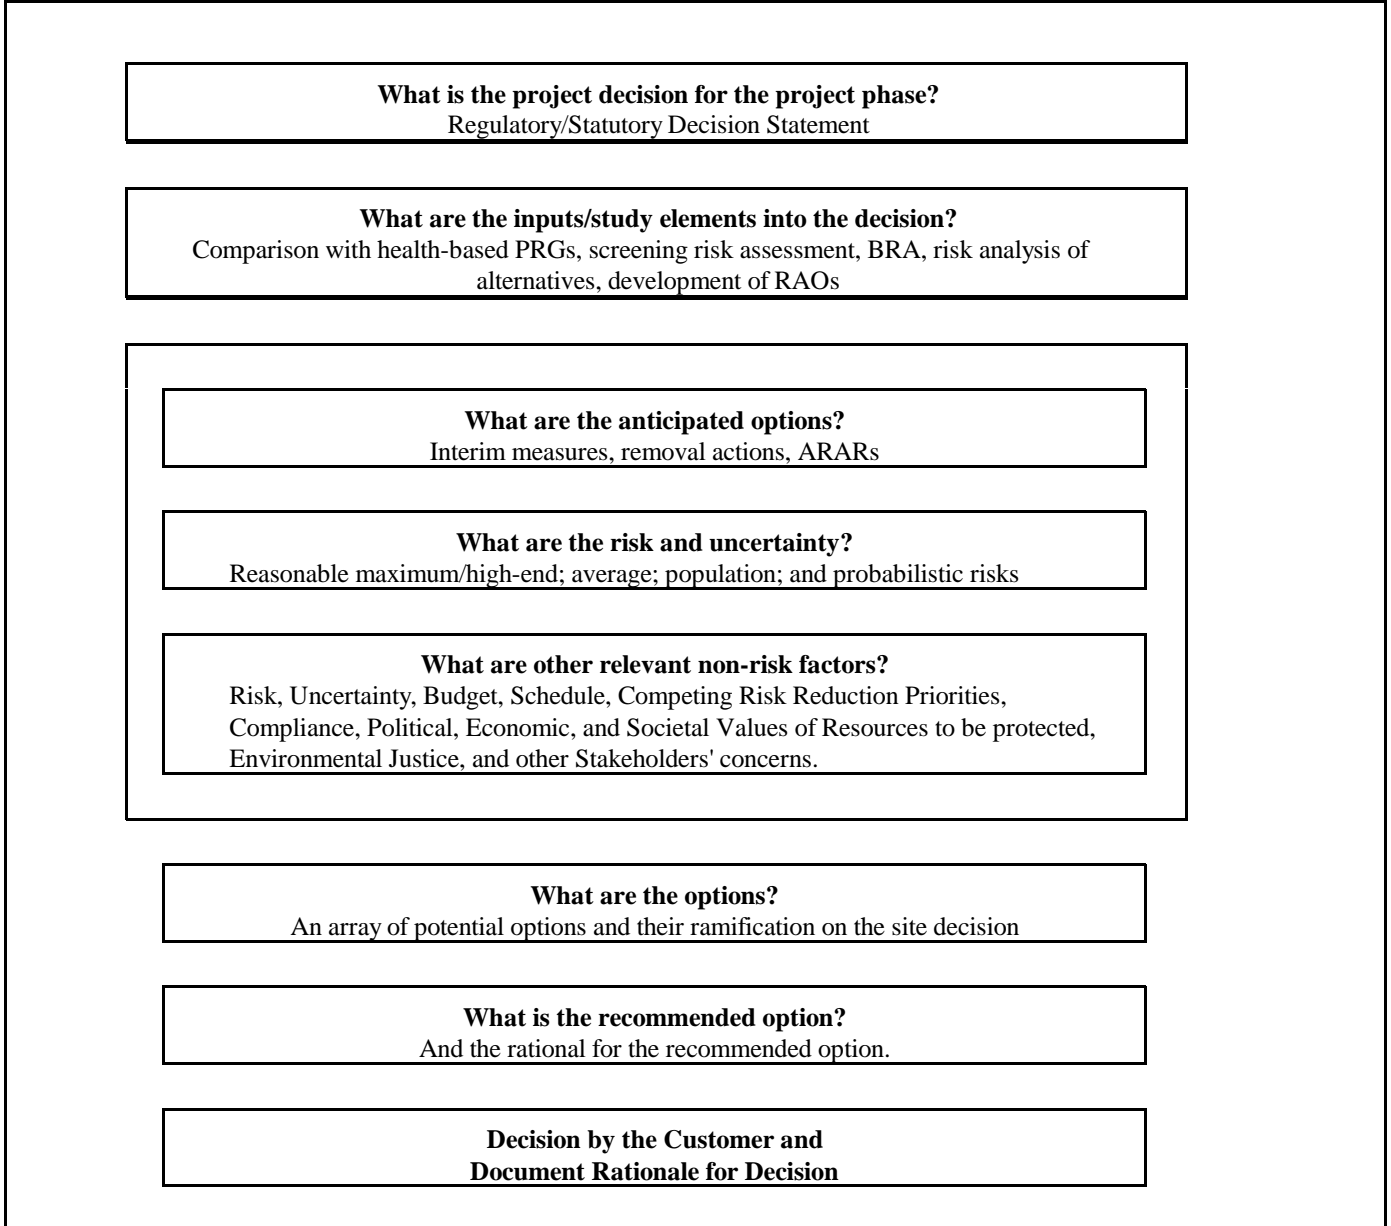 What is the project decision for the project phase?
Regulatory/Statutory Decision Statement
What are the inputs/study elements into the decision?
Comparison with health-based PRGs, screening risk assessment, BRA, risk analysis of
alternatives, development of RAOs
What are the anticipated options?
Interim measures, removal actions, ARARs
What are the risk and uncertainty?
Reasonable maximum/high-end; average; population; and probabilistic risks
What are other relevant non-risk factors?
Risk, Uncertainty, Budget, Schedule, Competing Risk Reduction Priorities,
Compliance, Political, Economic, and Societal Values of Resources to be protected,
Environmental Justice, and other Stakeholders' concerns.
What are the options?
An array of potential options and their ramification on the site decision
What is the recommended option?
And the rational for the recommended option.
Decision by the Customer and
Document Rationale for Decision